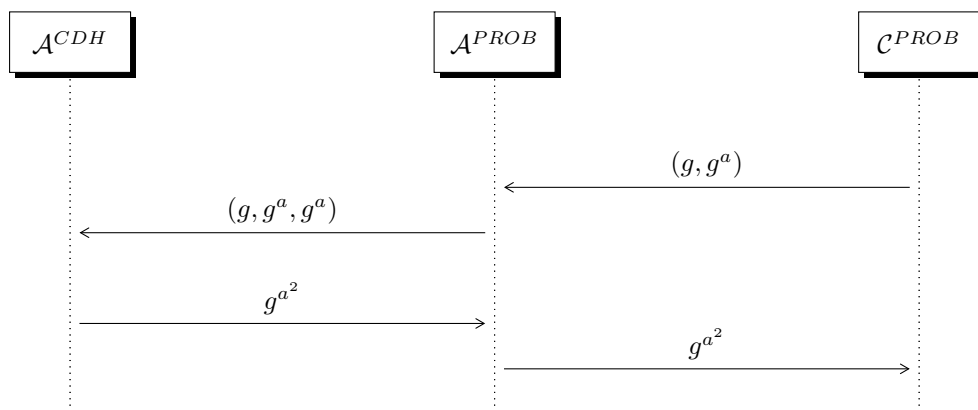 𝒜^{CDH} 𝒜^{PROB} 𝒞^{PROB}
(g, g^a)
(g, g^a, g^a)
g^{a^2}
g^{a^2}